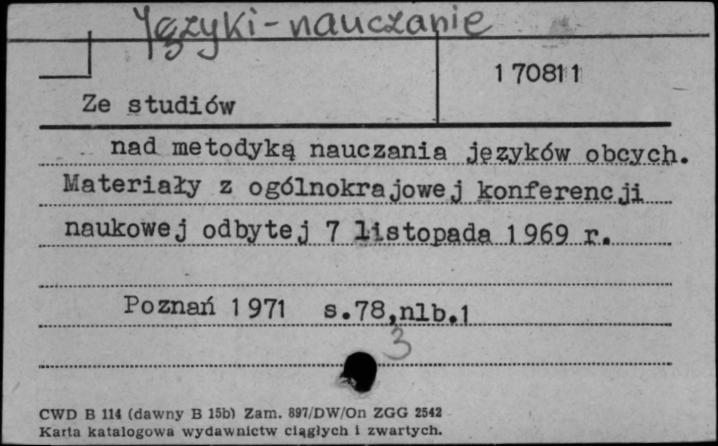 Języki - nauczanie
170811
Ze studiów
nad metodyką nauczania języków obcych.
Materiały z ogólnokrajowej konferencji
naukowej odbytej 7 listopada 1969 r.
Poznań 1971 s.78,nlb.1
3
CWD B 114 (dawny B 15b) Zam. 897/DW/On ZGG 2542
Karta katalogowa wydawnictw ciągłych i zwartych.